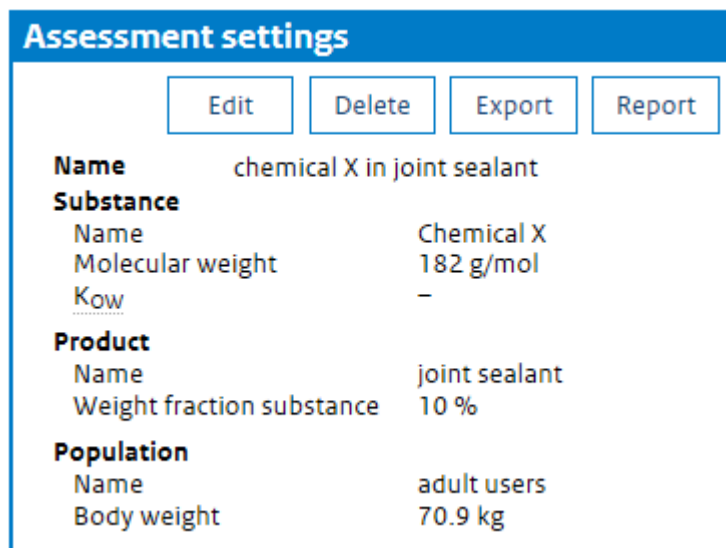 Assessment settings
Edit Delete Export Report
Name chemical X in joint sealant
Substance
Name Chemical X
Molecular weight 182 g/mol
KOW –
Product
Name joint sealant
Weight fraction substance 10 %
Population
Name adult users
Body weight 70.9 kg